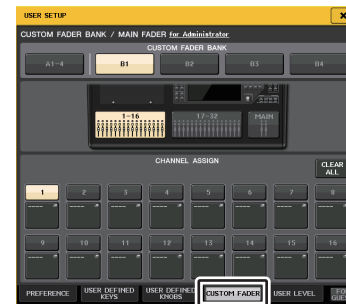 USER SETUP
CUSTOM FADER BANK / MAIN FADER for Administrator
CUSTOM FADER BANK
A1-4 B1 B2 B3 B4
1-16 17-32 MAIN
CHANNEL ASSIGN
CLEAR ALL
1 2 3 4 5 6 7 8
---- ---- ---- ---- ---- ---- ---- ----
9 10 11 12 13 14 15 16
---- ---- ---- ---- ---- ---- ---- ----
PREFERENCE USER DEFINED KEYS USER DEFINED KNOBS CUSTOM FADER USER LEVEL